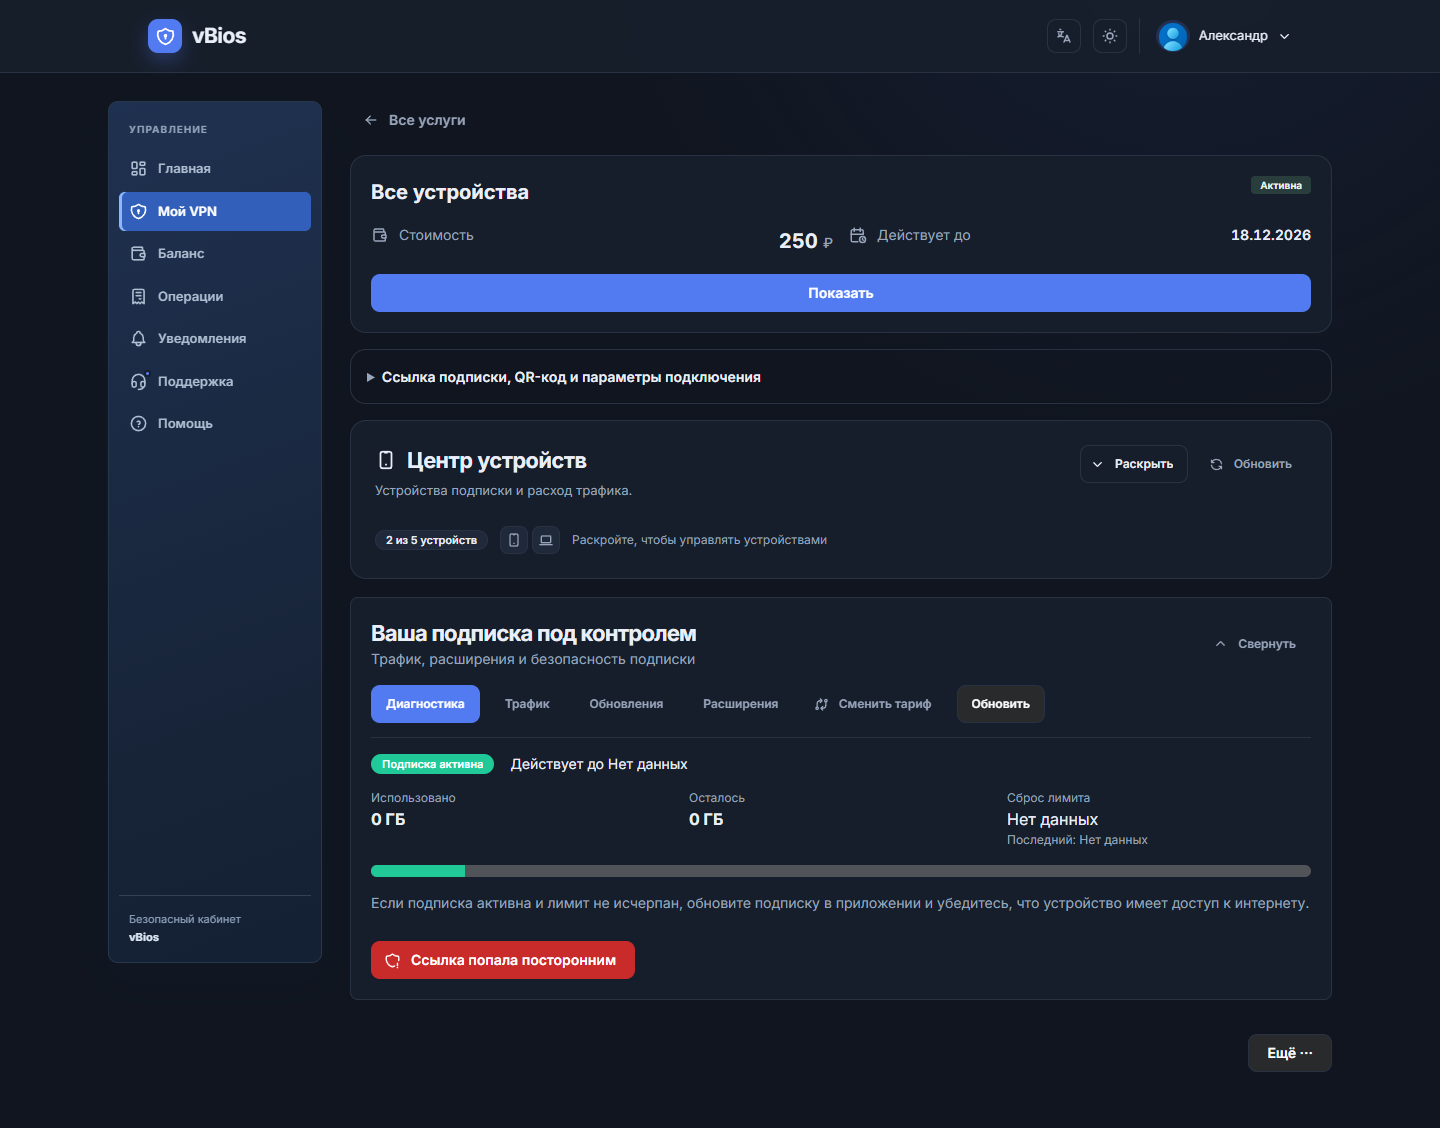 vBios
Александр
УПРАВЛЕНИЕ
Главная
Мой VPN
Баланс
Операции
Уведомления
Поддержка
Помощь
Безопасный кабинет
vBios
Все услуги
Все устройства
Активна
Стоимость
250 ₽
Действует до
18.12.2026
Показать
Ссылка подписки, QR-код и параметры подключения
Центр устройств
Раскрыть
Обновить
Устройства подписки и расход трафика.
2 из 5 устройств
Раскройте, чтобы управлять устройствами
Ваша подписка под контролем
Трафик, расширения и безопасность подписки
Свернуть
Диагностика
Трафик
Обновления
Расширения
Сменить тариф
Обновить
Подписка активна
Действует до Нет данных
Использовано
0 ГБ
Осталось
0 ГБ
Сброс лимита
Нет данных
Последний: Нет данных
Если подписка активна и лимит не исчерпан, обновите подписку в приложении и убедитесь, что устройство имеет доступ к интернету.
Ссылка попала посторонним
Ещё ···